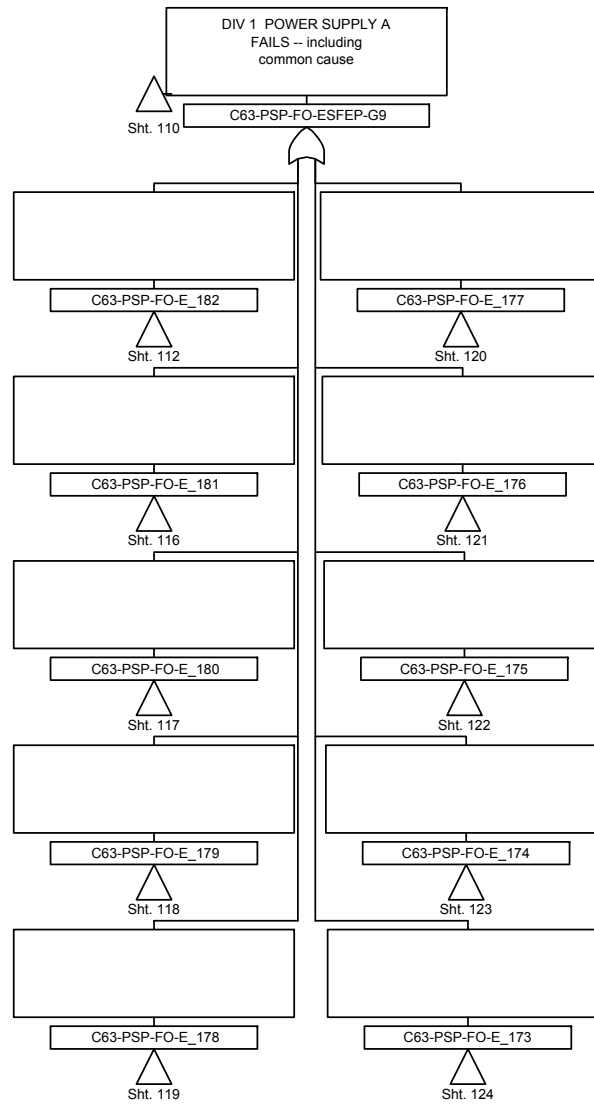 DIV 1 POWER SUPPLY A
FAILS -- including
common cause
Sht. 110
C63-PSP-FO-ESFEP-G9
C63-PSP-FO-E_182
Sht. 112
C63-PSP-FO-E_177
Sht. 120
C63-PSP-FO-E_181
Sht. 116
C63-PSP-FO-E_176
Sht. 121
C63-PSP-FO-E_180
Sht. 117
C63-PSP-FO-E_175
Sht. 122
C63-PSP-FO-E_179
Sht. 118
C63-PSP-FO-E_174
Sht. 123
C63-PSP-FO-E_178
Sht. 119
C63-PSP-FO-E_173
Sht. 124